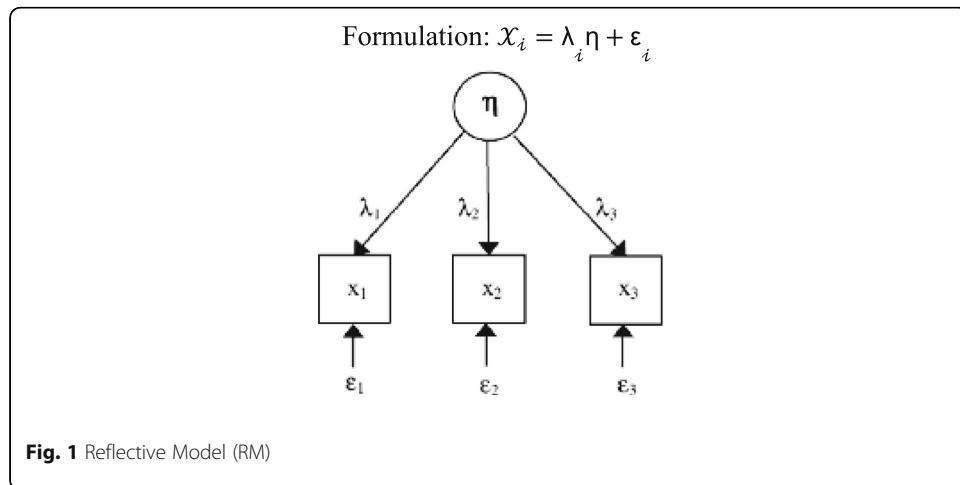 Formulation: 𝒳ᵢ = λᵢη + εᵢ
η
λ₁ λ₂ λ₃
x₁ x₂ x₃
ε₁ ε₂ ε₃
Fig. 1 Reflective Model (RM)